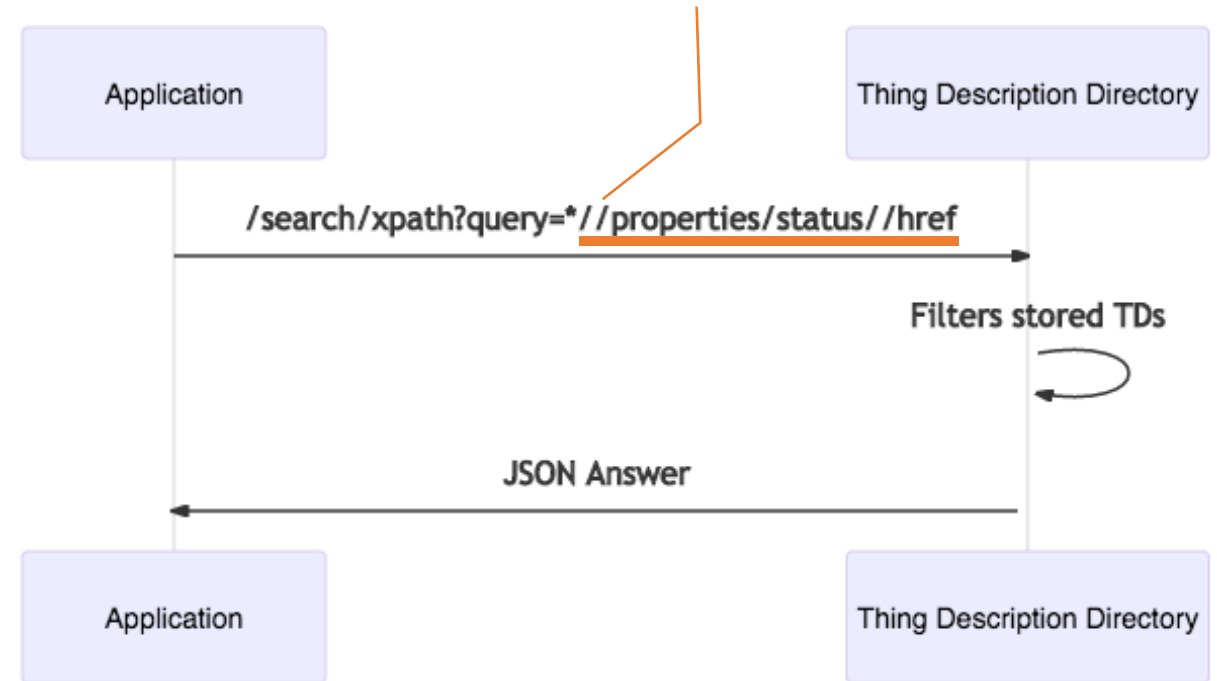 Application
Thing Description Directory
/search/xpath?query=*//properties/status//href
Filters stored TDs
JSON Answer
Application
Thing Description Directory